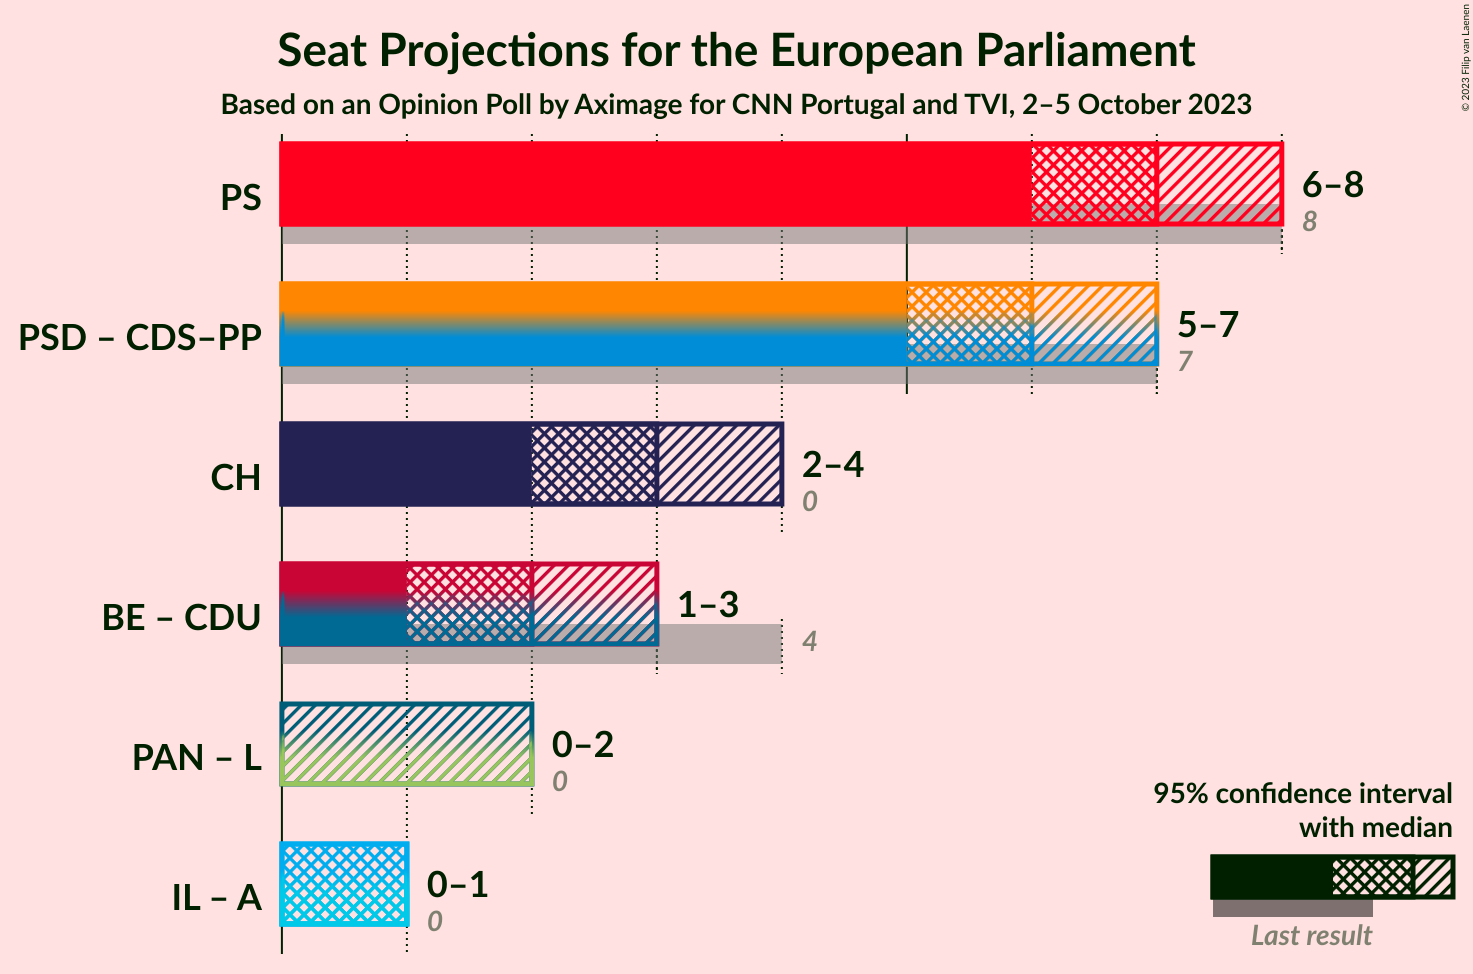 Seat Projections for the European Parliament
Based on an Opinion Poll by Aximage for CNN Portugal and TVI, 2–5 October 2023
© 2023 Filip van Laenen
PS
6–8
8
PSD – CDS–PP
5–7
7
CH
2–4
0
BE – CDU
1–3
4
PAN – L
0–2
0
IL – A
0–1
0
95% confidence interval
with median
Last result